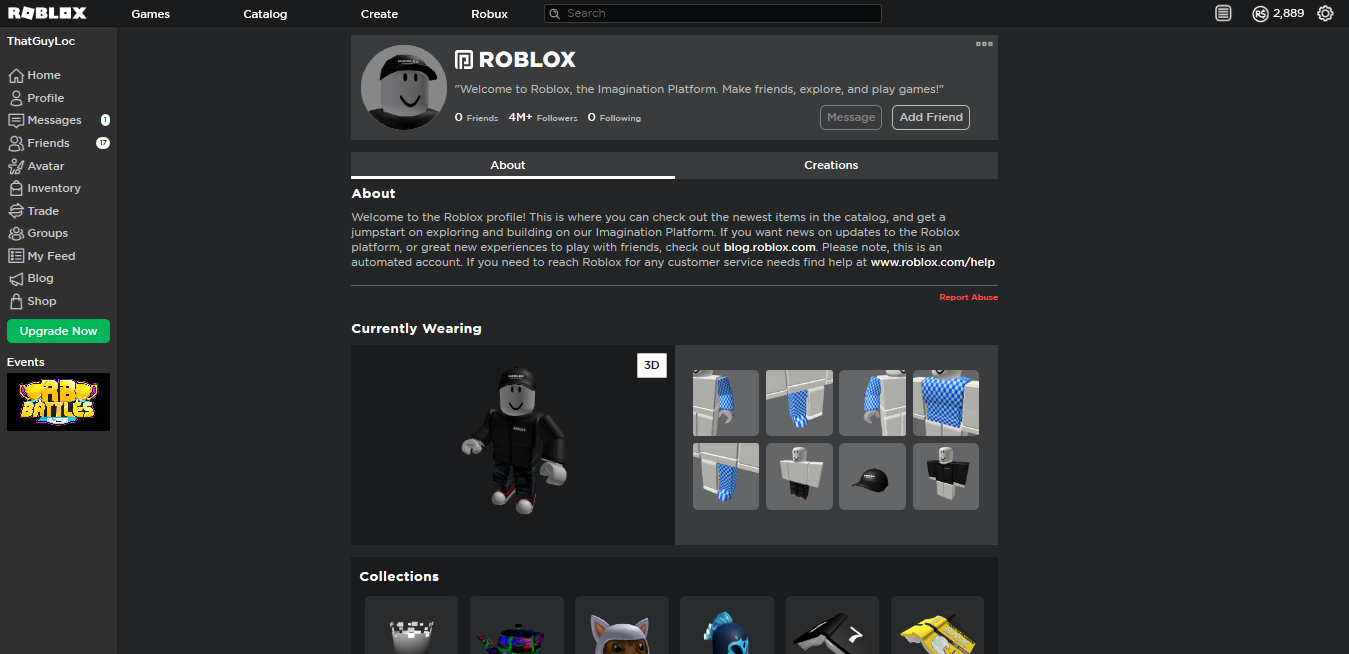 ROBLOX Games Catalog Create Robux Search 2,889
ThatGuyLoc
Home
Profile
Messages 1
Friends 17
Avatar
Inventory
Trade
Groups
My Feed
Blog
Shop
Upgrade Now
Events
RB
BATTLES
ROBLOX
"Welcome to Roblox, the Imagination Platform. Make friends, explore, and play games!"
0 Friends 4M+ Followers 0 Following
Message Add Friend
About Creations
About
Welcome to the Roblox profile! This is where you can check out the newest items in the catalog, and get a
jumpstart on exploring and building on our Imagination Platform. If you want news on updates to the Roblox
platform, or great new experiences to play with friends, check out blog.roblox.com. Please note, this is an
automated account. If you need to reach Roblox for any customer service needs find help at www.roblox.com/help
Report Abuse
Currently Wearing
3D
Collections